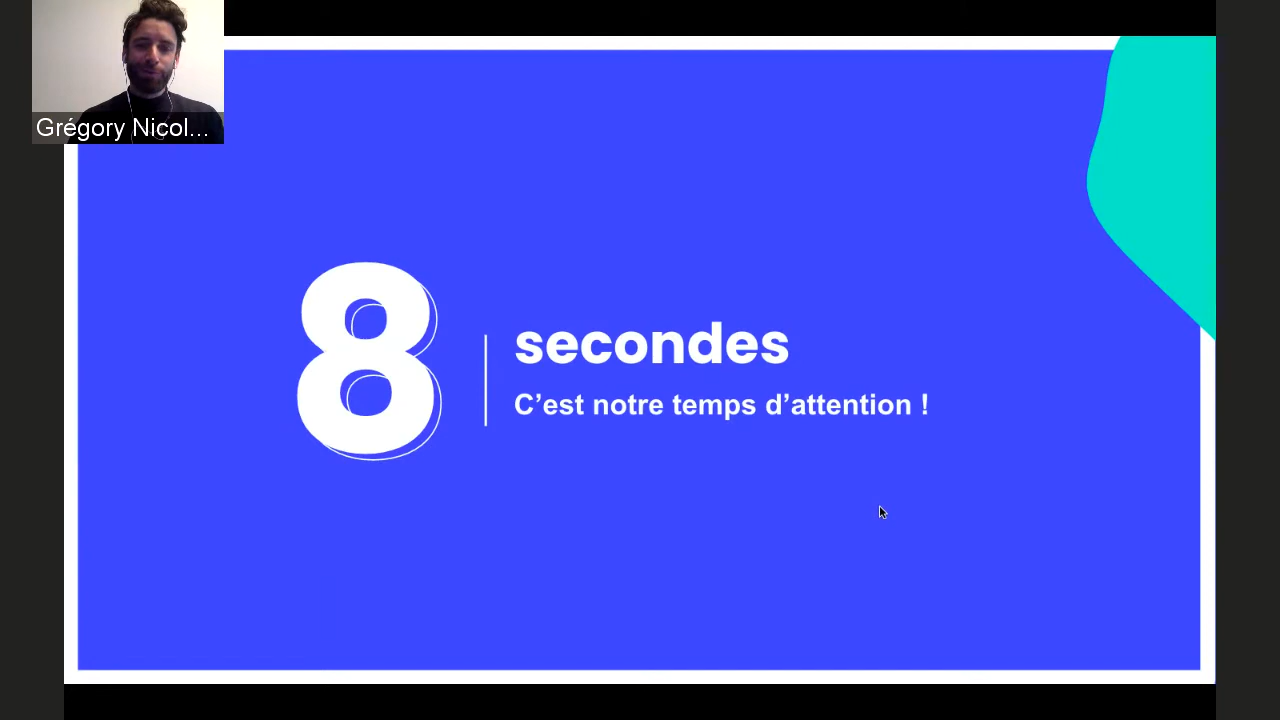 Grégory Nicol...
8
secondes
C’est notre temps d’attention !